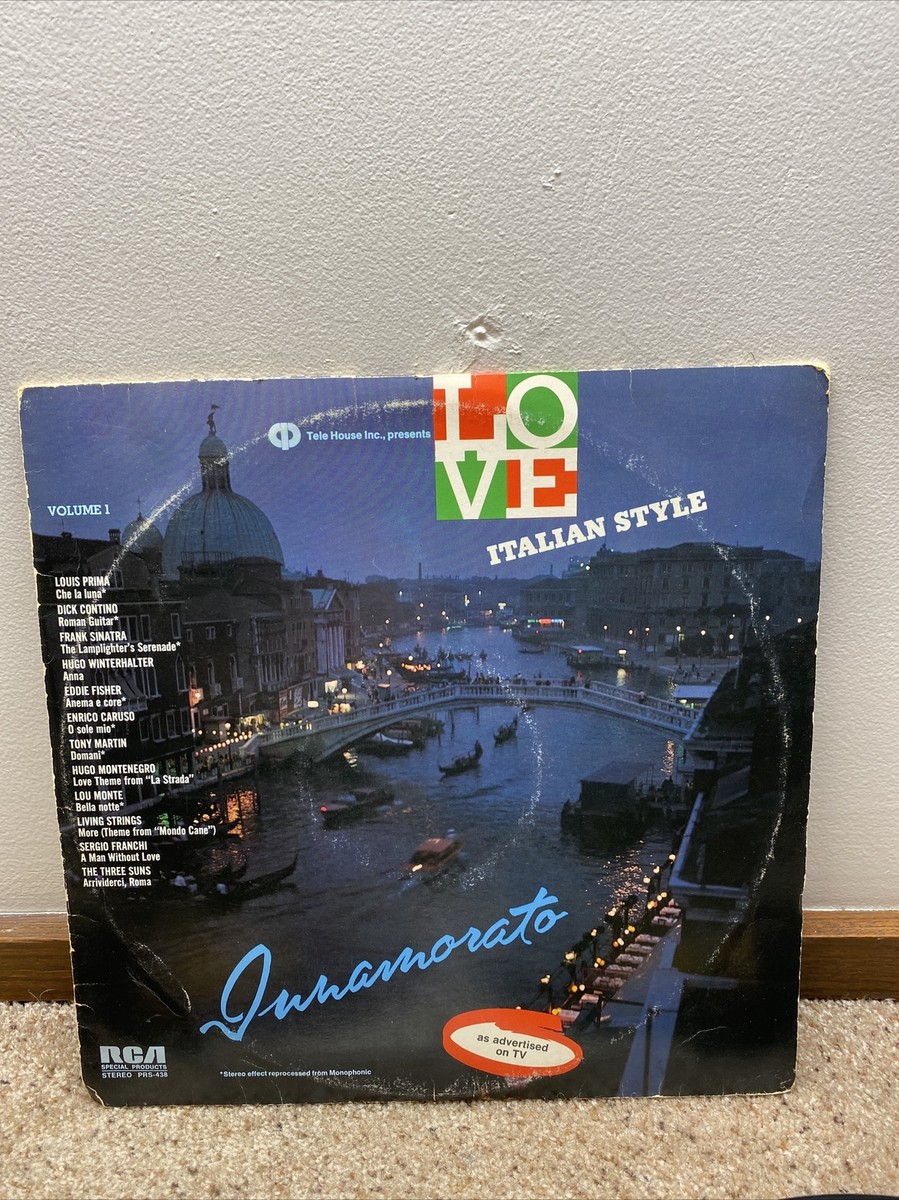 Tele House Inc., presents
LO
VE
ITALIAN STYLE
VOLUME 1
LOUIS PRIMA
Che la luna*
DICK CONTINO
Roman Guitar*
FRANK SINATRA
The Lamplighter's Serenade*
HUGO WINTERHALTER
Anna
EDDIE FISHER
Anema e core*
ENRICO CARUSO
O sole mio*
TONY MARTIN
Domani*
HUGO MONTENEGRO
Love Theme from "La Strada"
LOU MONTE
Bella notte*
LIVING STRINGS
More (Theme from "Mondo Cane")
SERGIO FRANCHI
A Man Without Love
THE THREE SUNS
Arrividerci, Roma
Innamorato
as advertised
on TV
RCA
SPECIAL PRODUCTS
STEREO PRS-438
*Stereo effect reprocessed from Monophonic